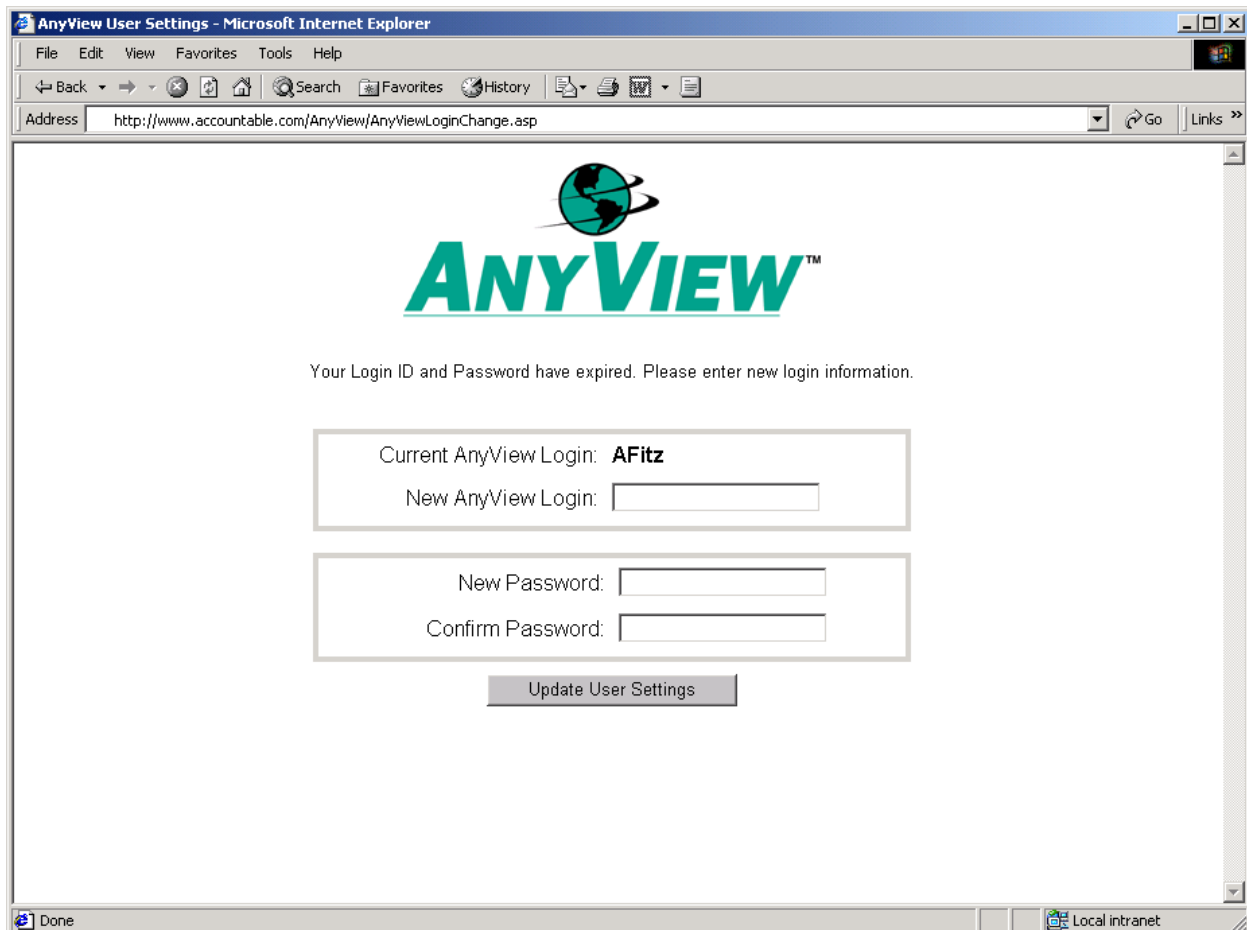 AnyView User Settings - Microsoft Internet Explorer
File Edit View Favorites Tools Help
Back Search Favorites History
Address http://www.accountable.com/AnyView/AnyViewLoginChange.asp Go Links »
ANYVIEW™
Your Login ID and Password have expired. Please enter new login information.
Current AnyView Login: AFitz
New AnyView Login:
New Password:
Confirm Password:
Update User Settings
Done Local intranet